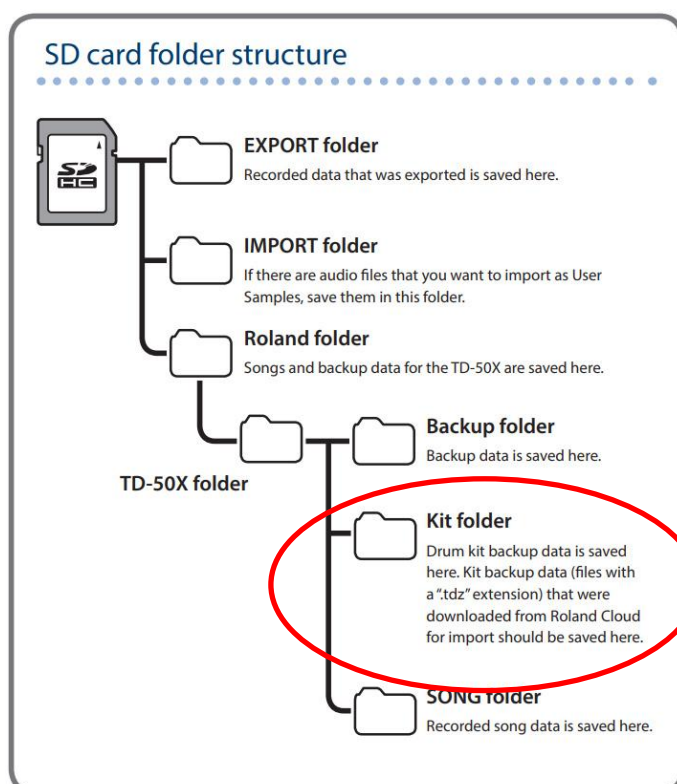 SD card folder structure
SD
HC
EXPORT folder
Recorded data that was exported is saved here.
IMPORT folder
If there are audio files that you want to import as User
Samples, save them in this folder.
Roland folder
Songs and backup data for the TD-50X are saved here.
TD-50X folder
Backup folder
Backup data is saved here.
Kit folder
Drum kit backup data is saved
here. Kit backup data (files with
a “.tdz” extension) that were
downloaded from Roland Cloud
for import should be saved here.
SONG folder
Recorded song data is saved here.